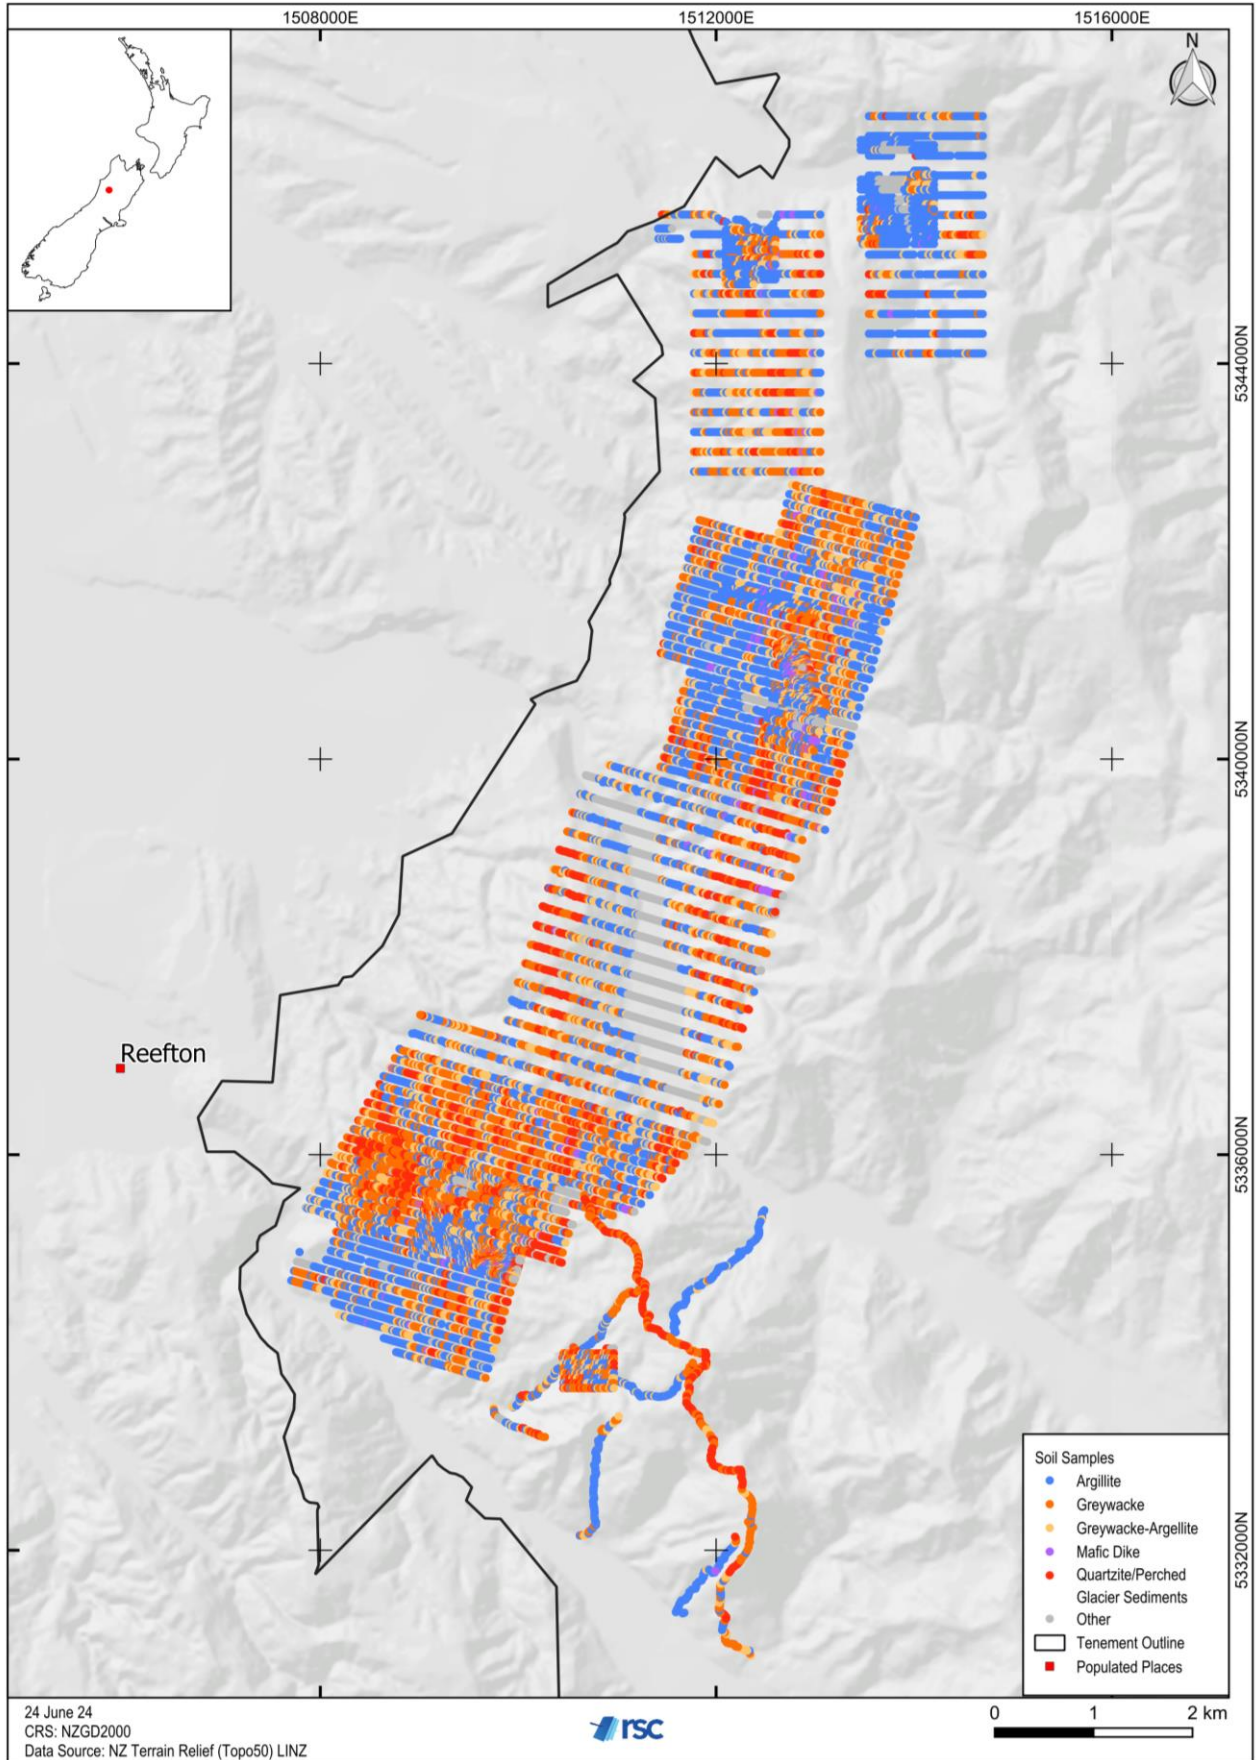 1508000E
1512000E
1516000E
N
5344000N
5340000N
Reefton
5336000N
Soil Samples
Argillite
Greywacke
Greywacke-Argellite
Mafic Dike
Quartzite/Perched
Glacier Sediments
Other
Tenement Outline
Populated Places
5332000N
24 June 24
CRS: NZGD2000
Data Source: NZ Terrain Relief (Topo50) LINZ
rsc
0 1 2 km